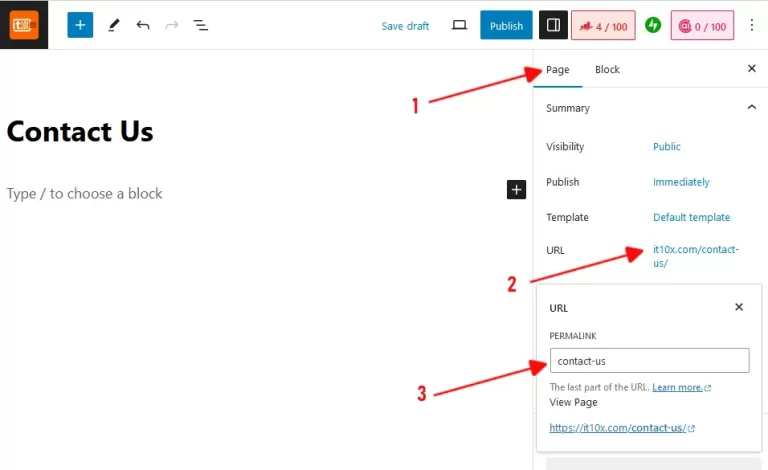 Save draft
Publish
4 / 100
0 / 100
Page
Block
1
Summary
Contact Us
Visibility
Public
Type / to choose a block
Publish
Immediately
Template
Default template
URL
it10x.com/contact-
us/
2
URL
PERMALINK
contact-us
3
The last part of the URL. Learn more.
View Page
https://it10x.com/contact-us/